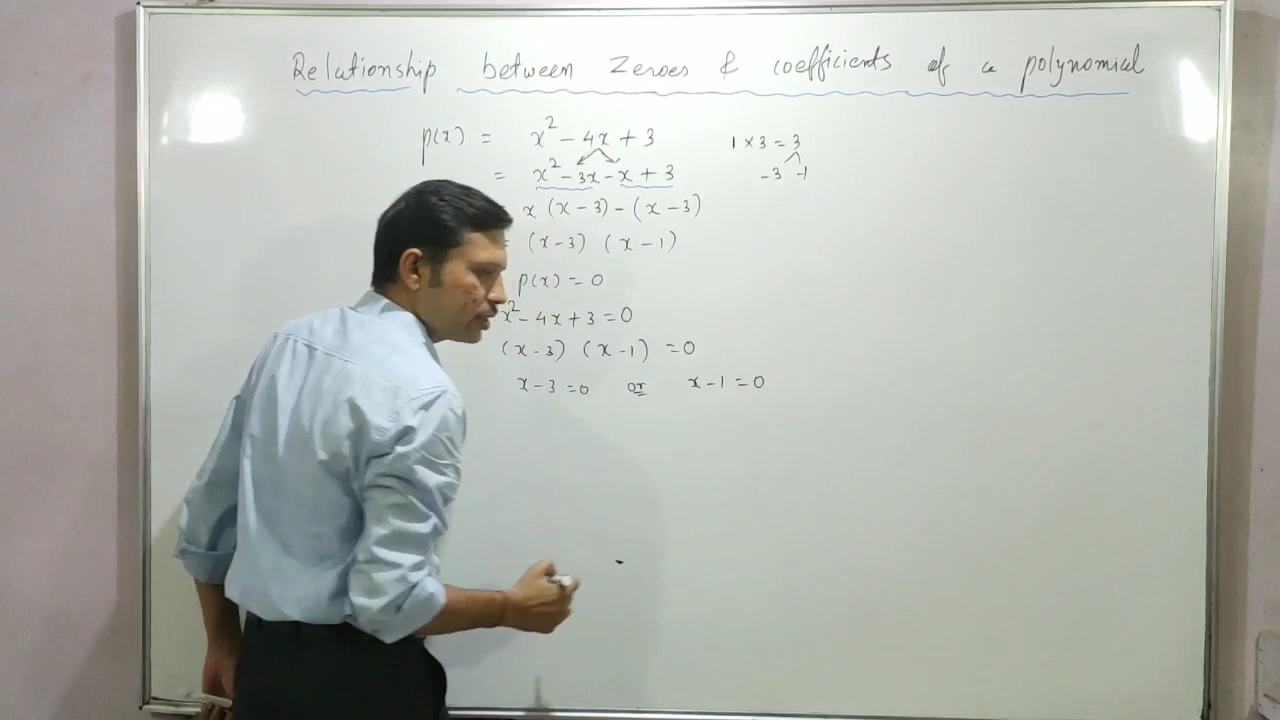 Relationship between Zeroes & coefficients of a polynomial
p(x) = x² - 4x + 3
1 × 3 = 3
= x² - 3x - x + 3
-3 -1
x (x - 3) - (x - 3)
= (x - 3) (x - 1)
p(x) = 0
x² - 4x + 3 = 0
(x - 3) (x - 1) = 0
x - 3 = 0 or x - 1 = 0